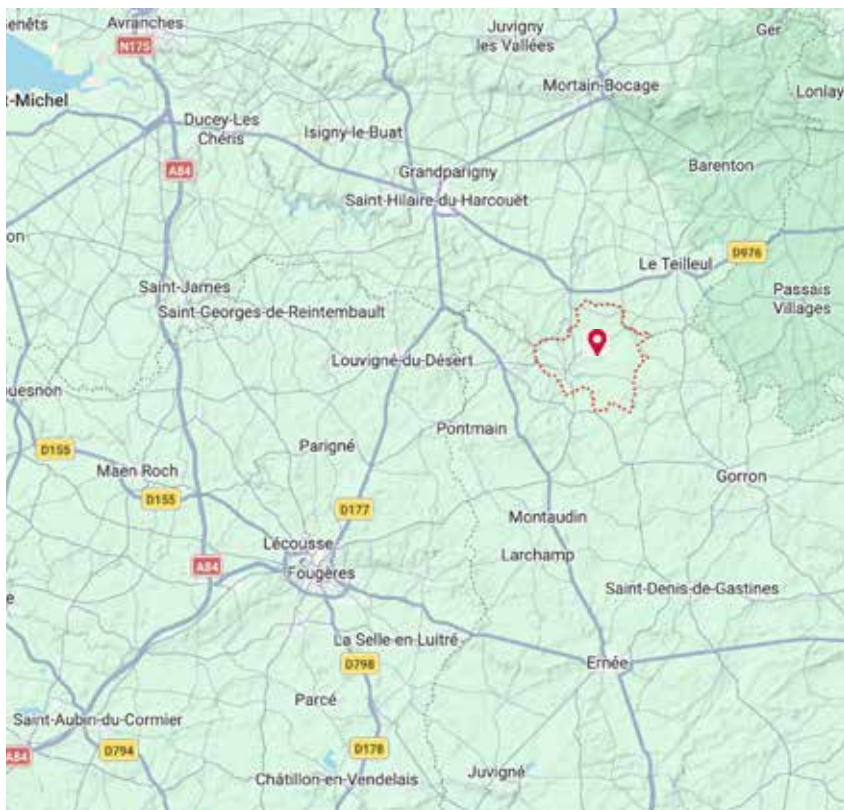 enêts
Avranches
N175
Juvigny
les Vallées
Ger
t-Michel
Mortain-Bocage
Lonlay
Ducey-Les
Chéris
Isigny-le-Buat
A84
Barenton
Grandparigny
Saint-Hilaire-du-Harcouët
on
D976
Le Teilleul
Saint-James
Passais
Villages
Saint-Georges-de-Reintembault
Louvigné-du-Désert
uesnon
Pontmain
D155
Parigné
Maen Roch
D155
Gorron
D177
Montaudin
Lécousse
Larchamp
A84
Fougères
Saint-Denis-de-Gastines
e
La Selle-en-Luitré
D798
Ernée
Parcé
Saint-Aubin-du-Cormier
A84
D794
D178
Juvigné
Châtillon-en-Vendelais